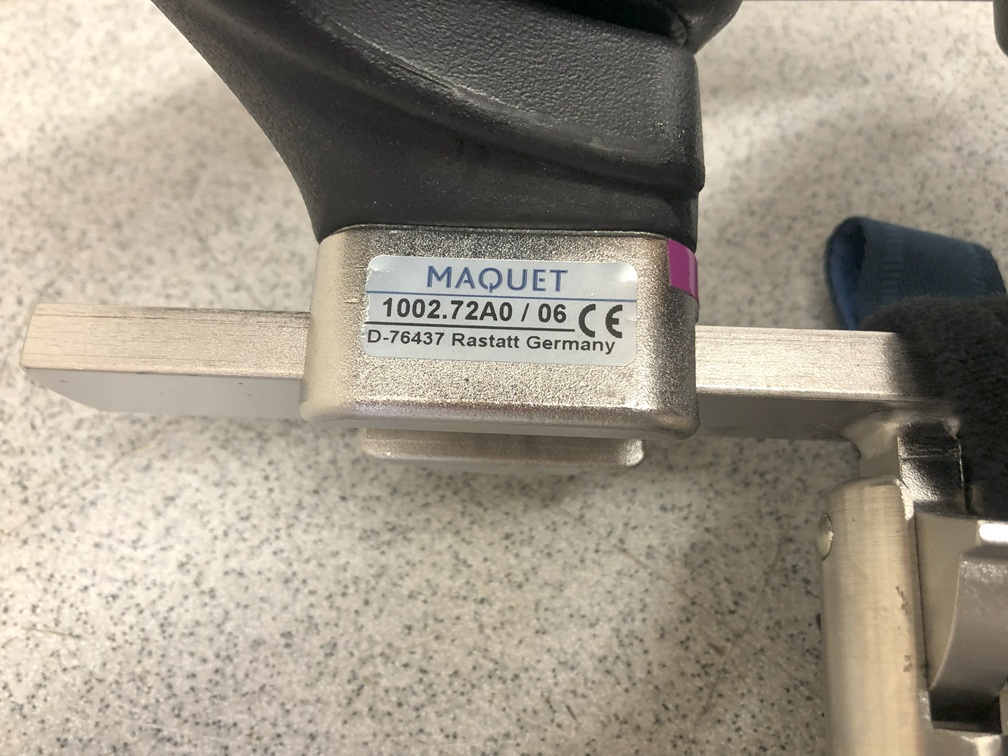 MAQUET
1002.72A0 / 06 CE
D-76437 Rastatt Germany